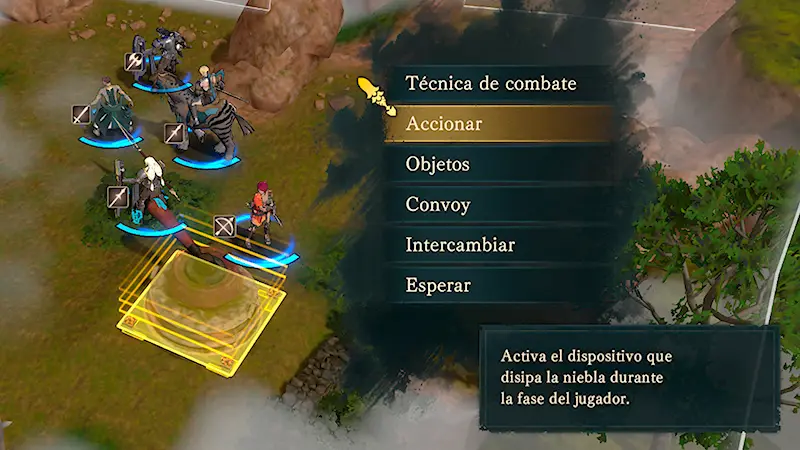 Técnica de combate
Accionar
Objetos
Convoy
Intercambiar
Esperar
Activa el dispositivo que
disipa la niebla durante
la fase del jugador.